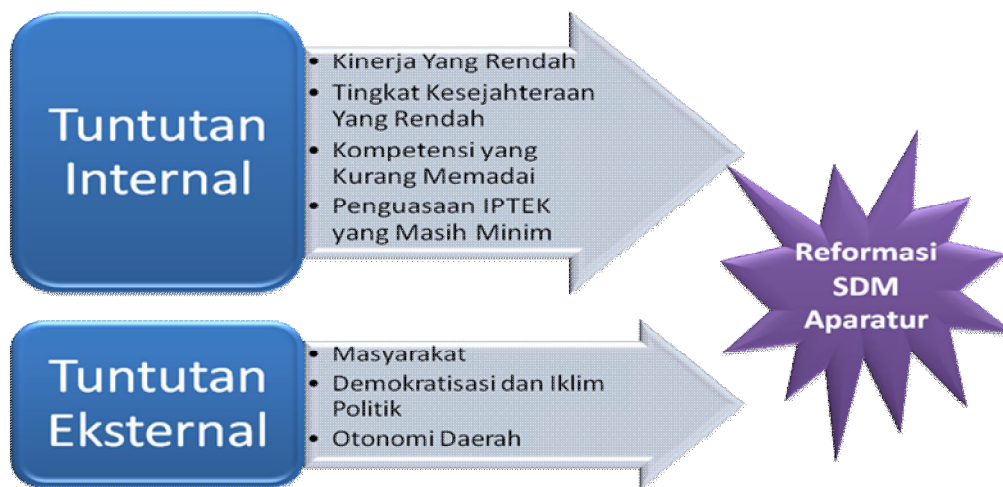 Tuntutan
Internal
• Kinerja Yang Rendah
• Tingkat Kesejahteraan
Yang Rendah
• Kompetensi yang
Kurang Memadai
• Penguasaan IPTEK
yang Masih Minim
Tuntutan
Eksternal
• Masyarakat
• Demokratisasi dan Iklim
Politik
• Otonomi Daerah
Reformasi
SDM
Aparatur